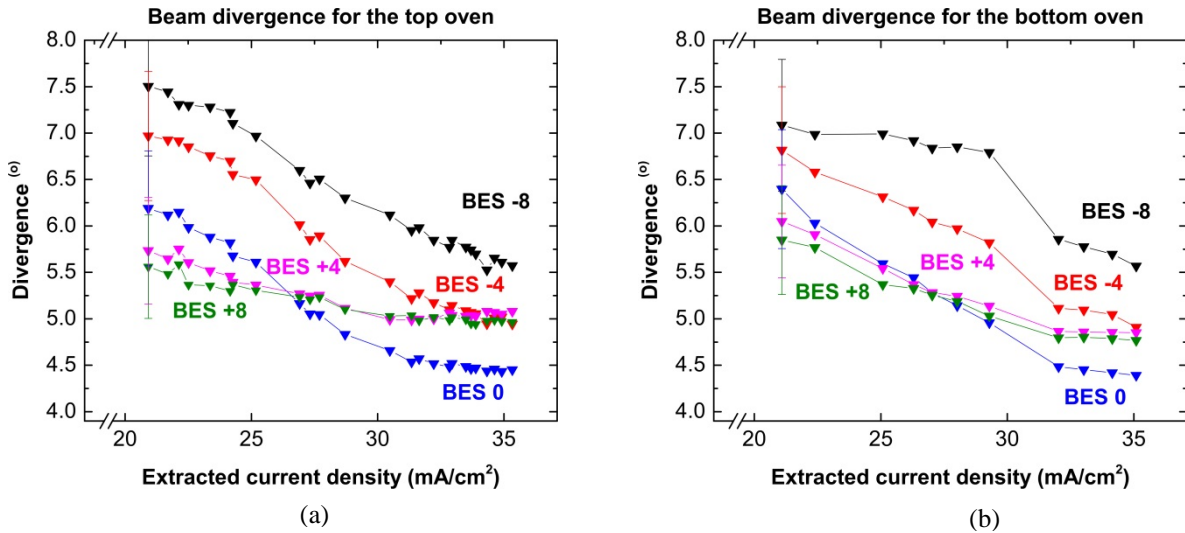 Beam divergence for the top oven
8.0
7.5
7.0
6.5
6.0
5.5
5.0
4.5
4.0
Divergence (o)
BES -8
BES +4
BES -4
BES +8
BES 0
20 25 30 35
Extracted current density (mA/cm²)
(a)
Beam divergence for the bottom oven
8.0
7.5
7.0
6.5
6.0
5.5
5.0
4.5
4.0
Divergence (o)
BES -8
BES +4
BES -4
BES +8
BES 0
20 25 30 35
Extracted current density (mA/cm²)
(b)